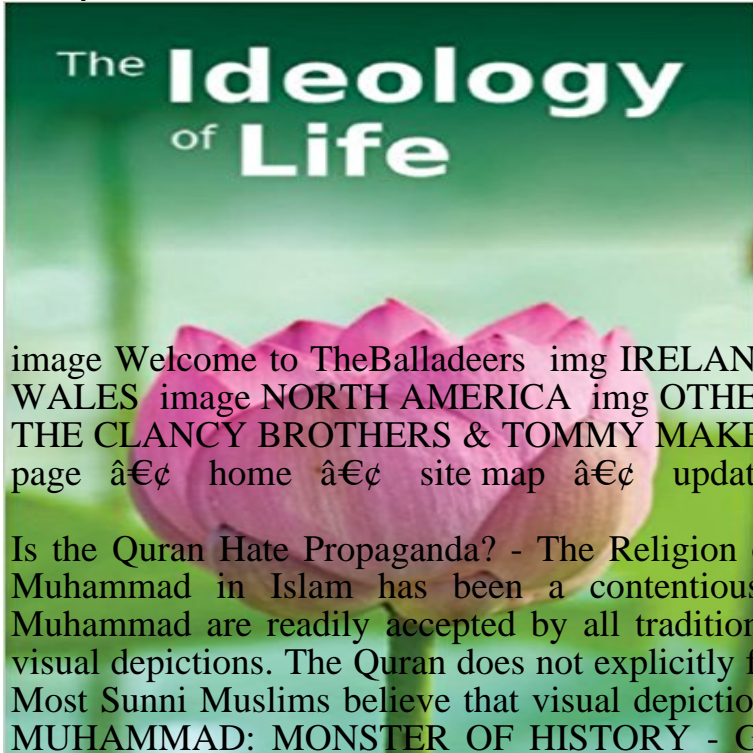 The Ideology
of Life
image Welcome to TheBalladeers img IRELAN
WALES image NORTH AMERICA img OTHE
THE CLANCY BROTHERS & TOMMY MAKE
page â€¢ home â€¢ site map â€¢ updat
Is the Quran Hate Propaganda? - The Religion
Muhammad in Islam has been a contentious
Muhammad are readily accepted by all tradition
visual depictions. The Quran does not explicitly f
Most Sunni Muslims believe that visual depictio
MUHAMMAD: MONSTER OF HISTORY - C